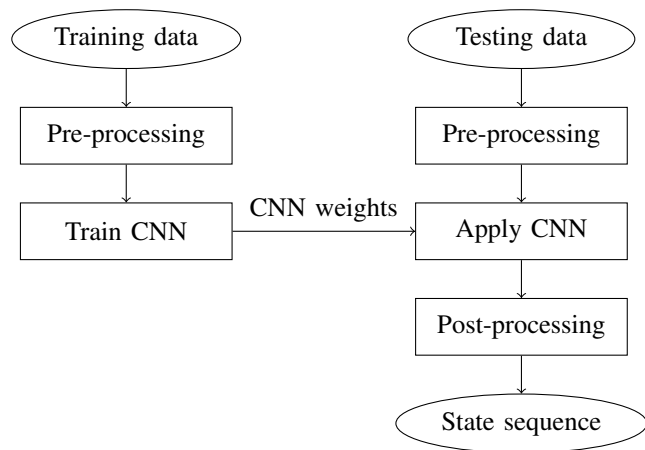 Training data
Testing data
Pre-processing
Pre-processing
Train CNN
CNN weights
Apply CNN
Post-processing
State sequence